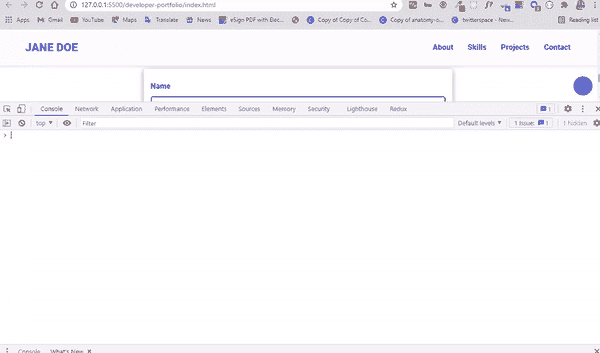 127.0.0.1:5500/developer-portfolio/index.html
Apps Gmail YouTube Maps Translate News eSign PDF with Elec... Copy of Copy of Co... Copy of anatomy-o... twitterspace - New... Reading list
JANE DOE About Skills Projects Contact
Name
Console Network Application Performance Elements Sources Memory Security Lighthouse Redux 1
top Filter Default levels 1 Issue: 1 1 hidden
Console What's New